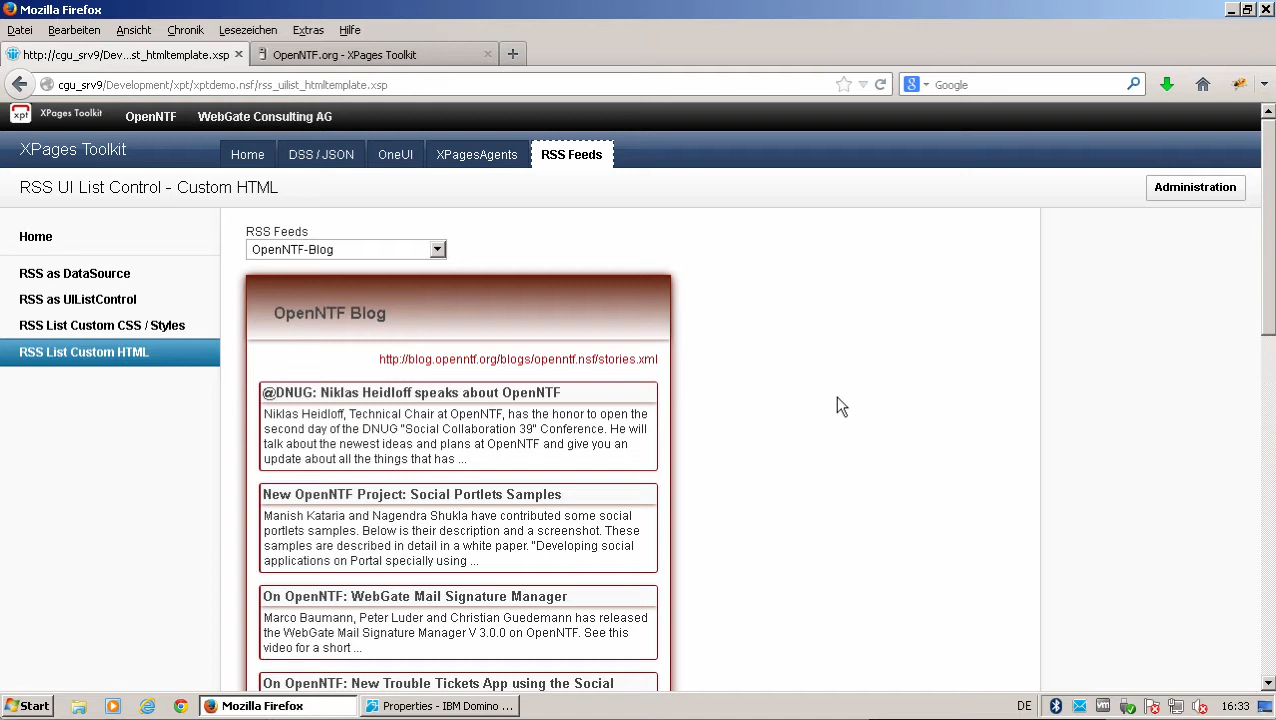 Mozilla Firefox
Datei Bearbeiten Ansicht Chronik Lesezeichen Extras Hilfe
http://cgu_srv9/Dev...st_htmltemplate.xsp OpenNTF.org - XPages Toolkit
cgu_srv9/Development/xpt/xptdemo.nsf/rss_uilist_htmltemplate.xsp Google
xpt XPages Toolkit OpenNTF WebGate Consulting AG
XPages Toolkit Home DSS / JSON OneUI XPagesAgents RSS Feeds
RSS UI List Control - Custom HTML Administration
Home
RSS as DataSource
RSS as UIListControl
RSS List Custom CSS / Styles
RSS List Custom HTML
RSS Feeds
OpenNTF-Blog
OpenNTF Blog
http://blog.openntf.org/blogs/openntf.nsf/stories.xml
@DNUG: Niklas Heidloff speaks about OpenNTF
Niklas Heidloff, Technical Chair at OpenNTF, has the honor to open the
second day of the DNUG "Social Collaboration 39" Conference. He will
talk about the newest ideas and plans at OpenNTF and give you an
update about all the things that has ...
New OpenNTF Project: Social Portlets Samples
Manish Kataria and Nagendra Shukla have contributed some social
portlets samples. Below is their description and a screenshot. These
samples are described in detail in a white paper. "Developing social
applications on Portal specially using ...
On OpenNTF: WebGate Mail Signature Manager
Marco Baumann, Peter Luder and Christian Guedemann has released
the WebGate Mail Signature Manager V 3.0.0 on OpenNTF. See this
video for a short ...
On OpenNTF: New Trouble Tickets App using the Social
Start Mozilla Firefox Properties - IBM Domino ... DE 16:33